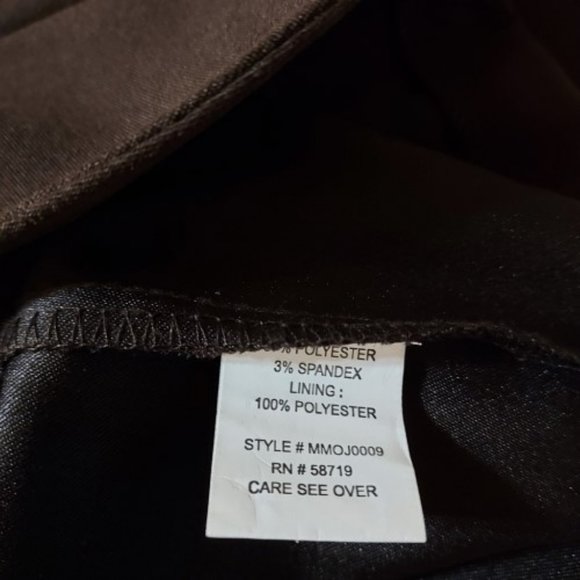 % POLYESTER
3% SPANDEX
LINING :
100% POLYESTER
STYLE # MMOJ0009
RN # 58719
CARE SEE OVER